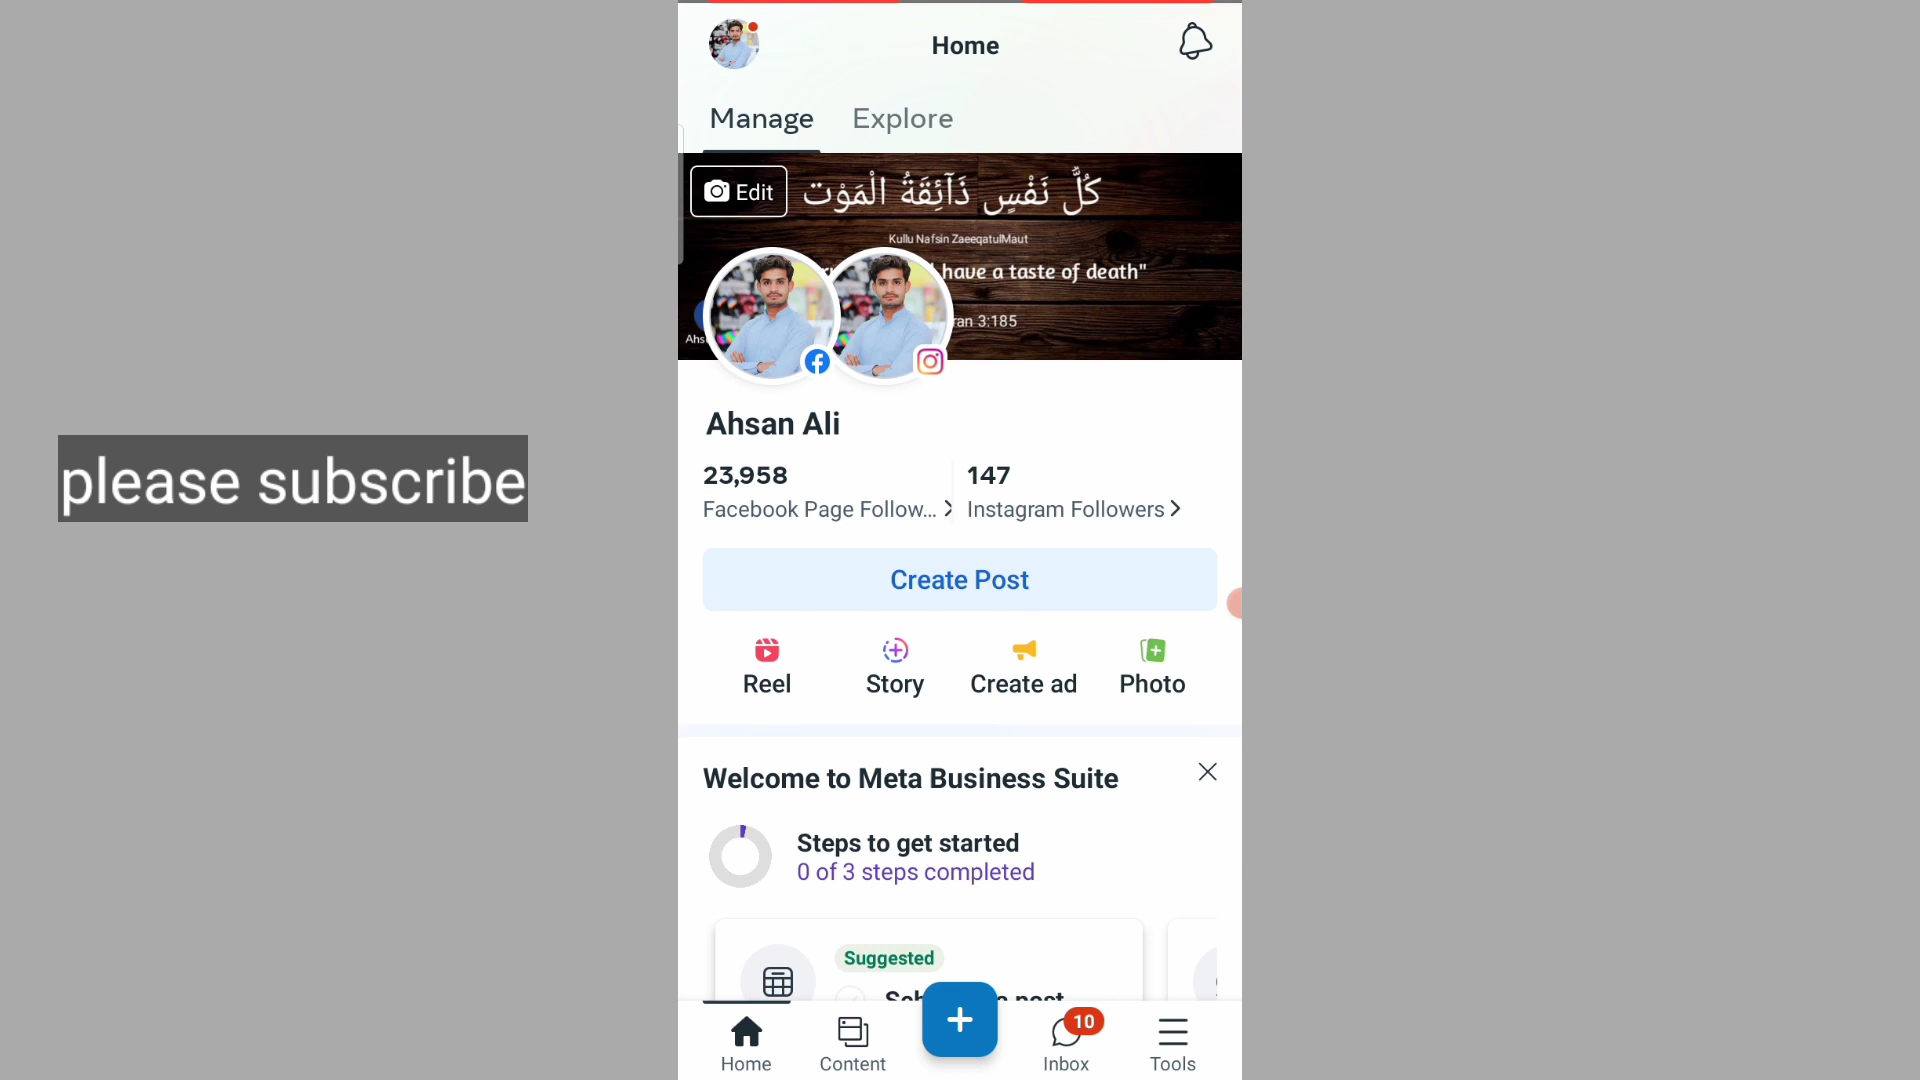 Home
Manage Explore
Edit
كُلُّ نَفْسٍ ذَآئِقَةُ الْمَوْت
Kullu Nafsin ZaeeqatulMaut
have a taste of death"
3:185
please subscribe
Ahsan Ali
23,958 147
Facebook Page Follow... Instagram Followers
Create Post
Reel Story Create ad Photo
Welcome to Meta Business Suite
Steps to get started
0 of 3 steps completed
Suggested
post
10
Home Content Inbox Tools